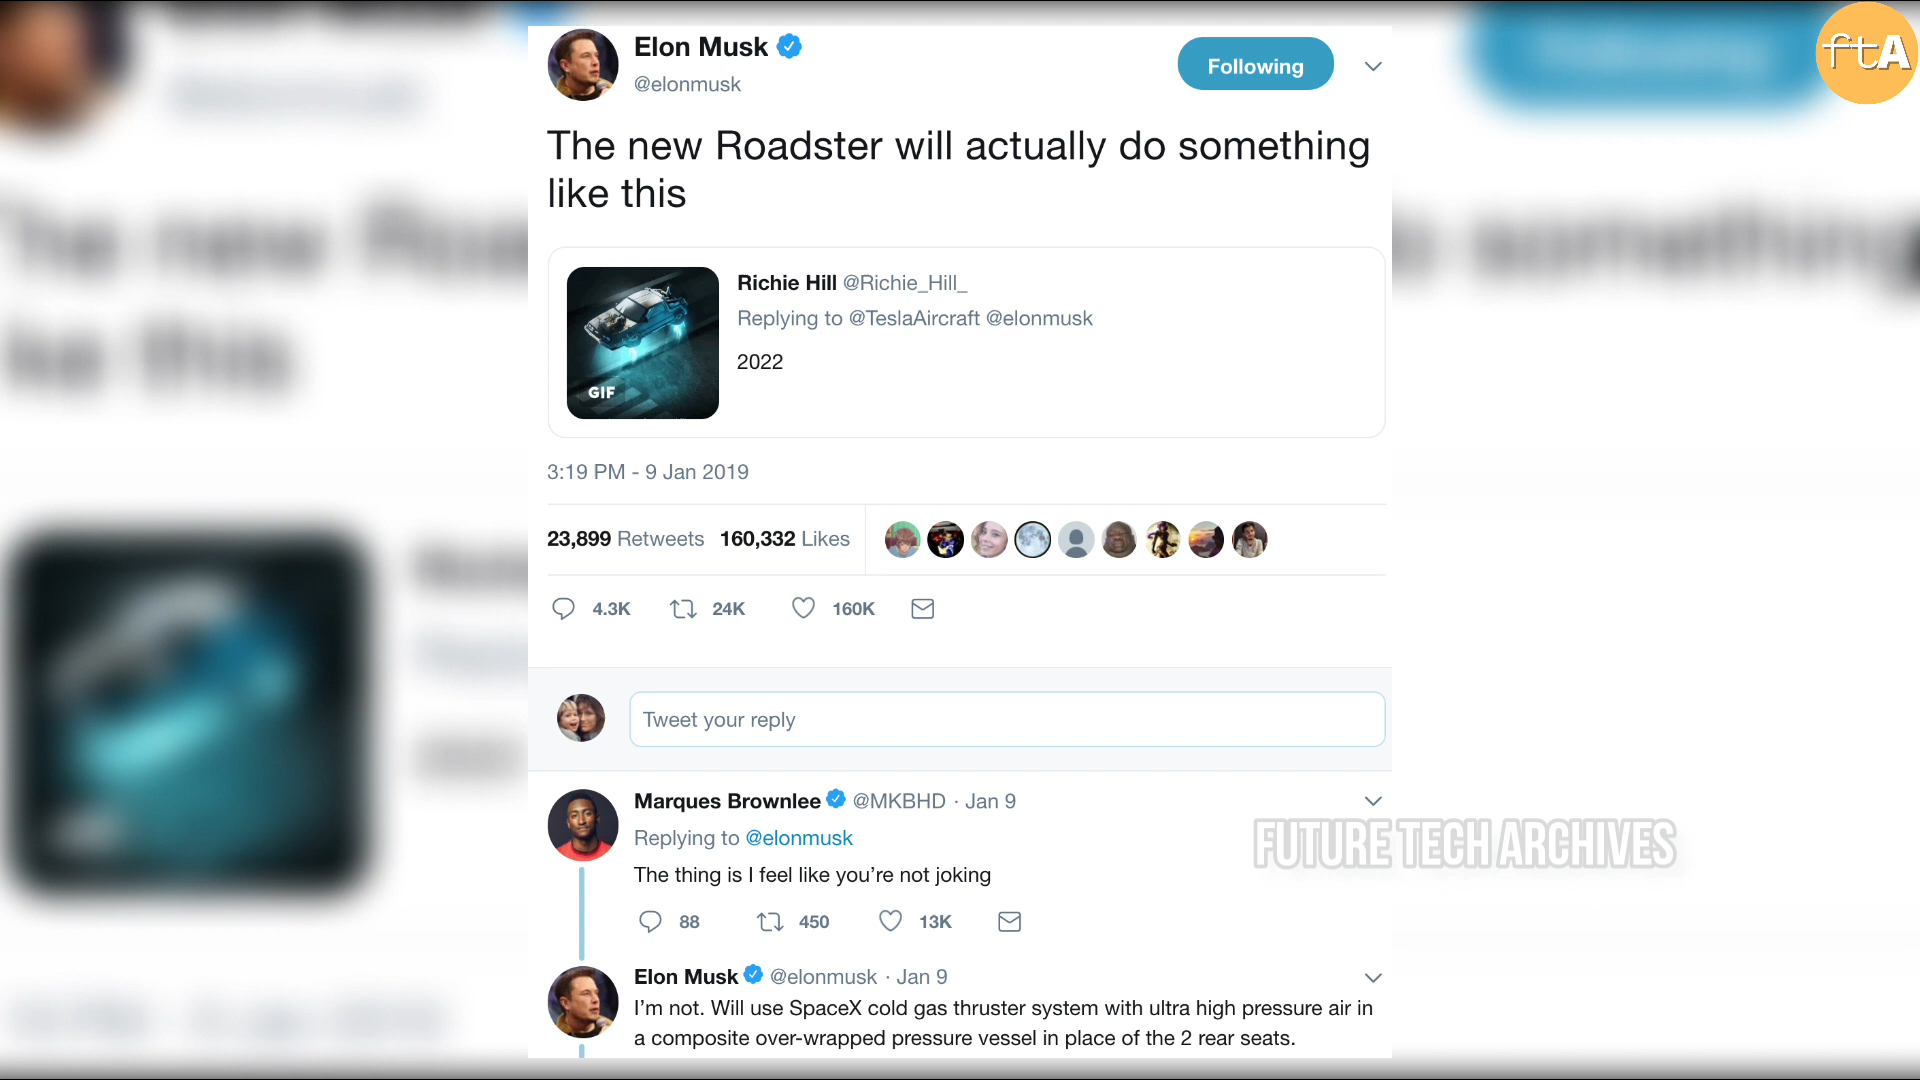 ftA
Elon Musk
@elonmusk
Following
The new Roadster will actually do something
like this
Richie Hill @Richie_Hill_
Replying to @TeslaAircraft @elonmusk
2022
GIF
3:19 PM - 9 Jan 2019
23,899 Retweets 160,332 Likes
4.3K 24K 160K
Tweet your reply
Marques Brownlee @MKBHD · Jan 9
Replying to @elonmusk
The thing is I feel like you’re not joking
FUTURE TECH ARCHIVES
88 450 13K
Elon Musk @elonmusk · Jan 9
I’m not. Will use SpaceX cold gas thruster system with ultra high pressure air in
a composite over-wrapped pressure vessel in place of the 2 rear seats.